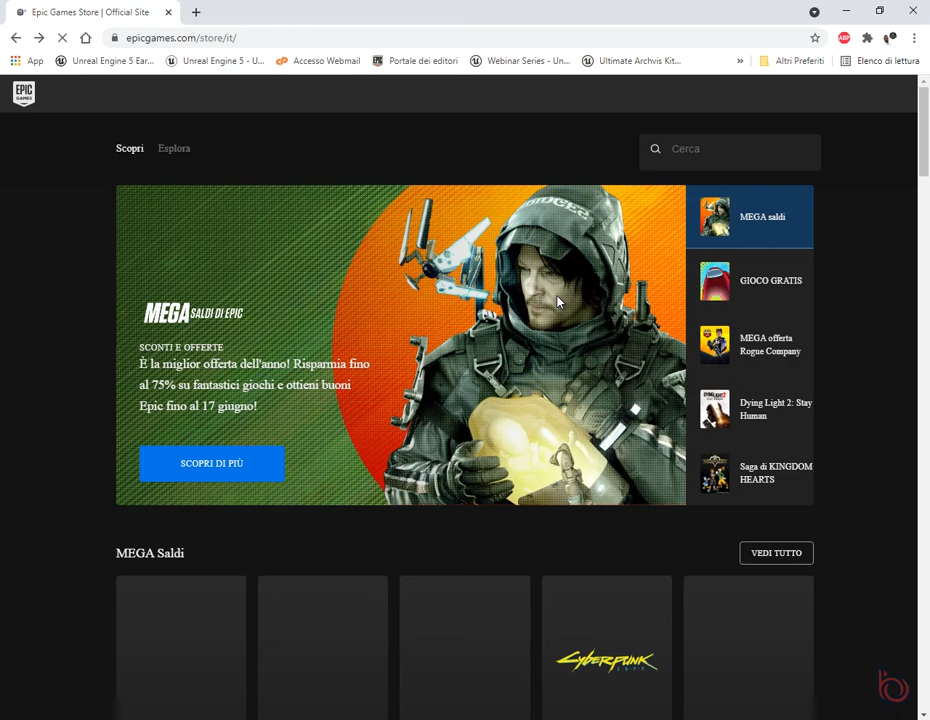 Epic Games Store | Official Site
epicgames.com/store/it/
App
Unreal Engine 5 Ear...
Unreal Engine 5 - U...
Accesso Webmail
Portale dei editori
Webinar Series - Un...
Ultimate Archvis Kit...
»
Altri Preferiti
Elenco di lettura
EPIC
GAMES
Scopri
Esplora
Cerca
BRIDGES
MEGA SALDI DI EPIC
SCONTI E OFFERTE
È la miglior offerta dell'anno! Risparmia fino
al 75% su fantastici giochi e ottieni buoni
Epic fino al 17 giugno!
SCOPRI DI PIÙ
MEGA saldi
GIOCO GRATIS
MEGA offerta
Rogue Company
Dying Light 2: Stay
Human
Saga di KINGDOM
HEARTS
MEGA Saldi
VEDI TUTTO
CYBERPUNK